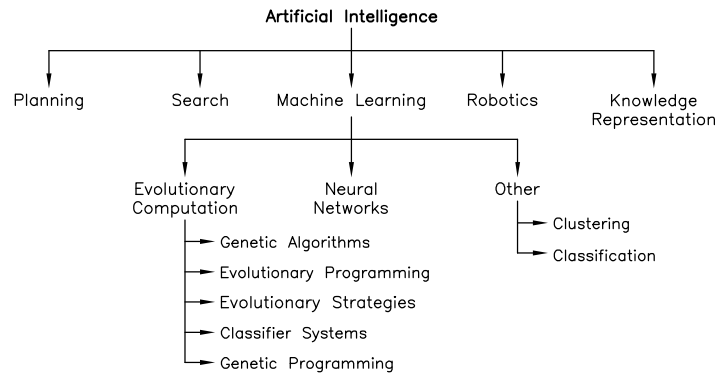 Artificial Intelligence
Planning
Search
Machine Learning
Robotics
Knowledge
Representation
Evolutionary
Computation
Neural
Networks
Other
Genetic Algorithms
Evolutionary Programming
Evolutionary Strategies
Classifier Systems
Genetic Programming
Clustering
Classification